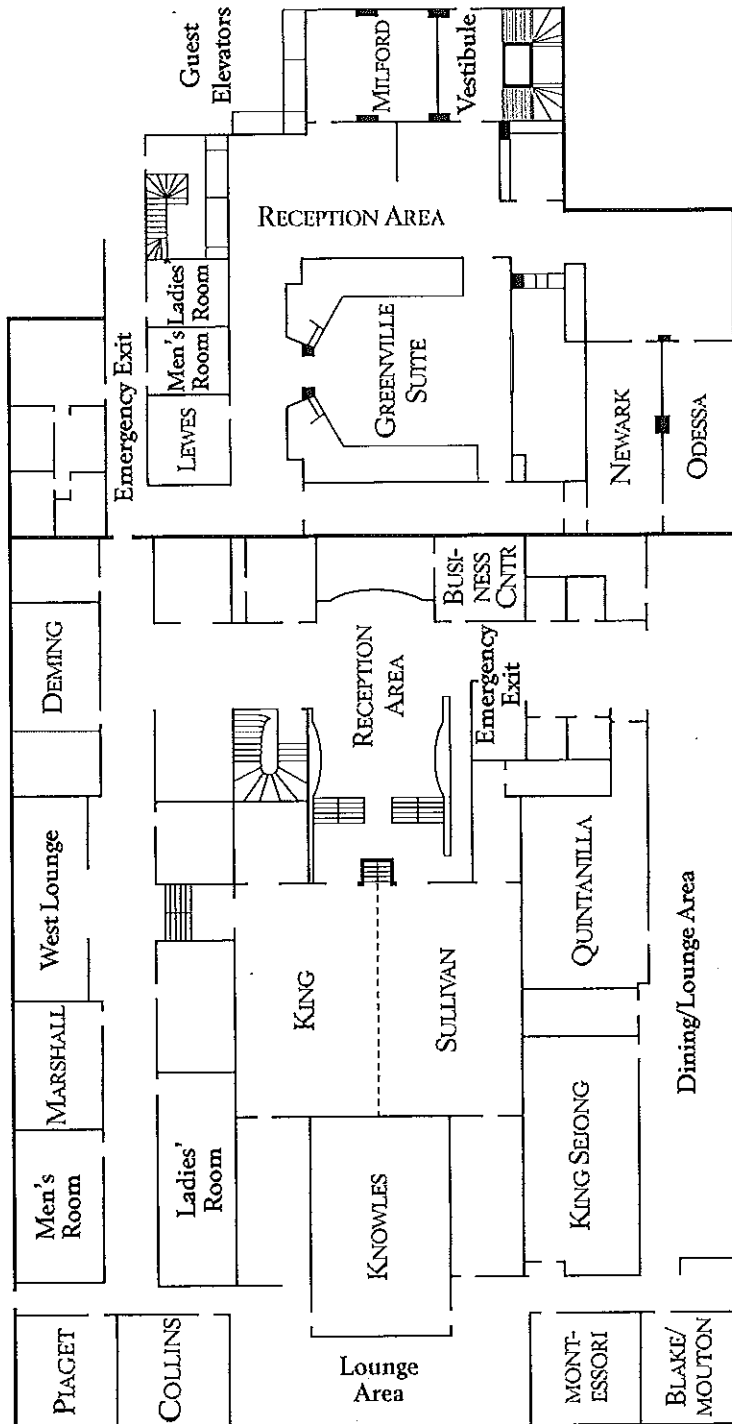 PIAGET
COLLINS
Men's
Room
MARSHALL
West Lounge
DEMING
Emergency Exit
Ladies'
Room
LEWES
Men's
Room
Ladies
Room
Guest
Elevators
Lounge
Area
KNOWLES
KING
SULLIVAN
RECEPTION
AREA
GREENVILLE
SUITE
RECEPTION AREA
MILFORD
Vestibule
BUSI-
NESS
CNTR
Emergency
Exit
MONT-
ESSORI
BLAKE/
MOUTON
KING SEJONG
QUINTANILLA
Dining/Lounge Area
NEWARK
ODESSA